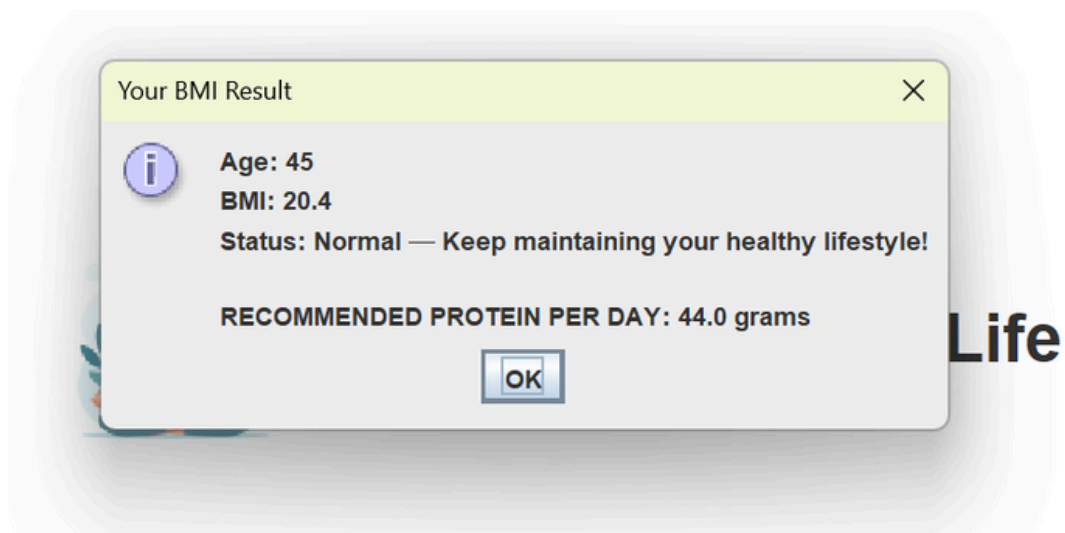 Your BMI Result
Age: 45
BMI: 20.4
Status: Normal — Keep maintaining your healthy lifestyle!
RECOMMENDED PROTEIN PER DAY: 44.0 grams
Life
OK